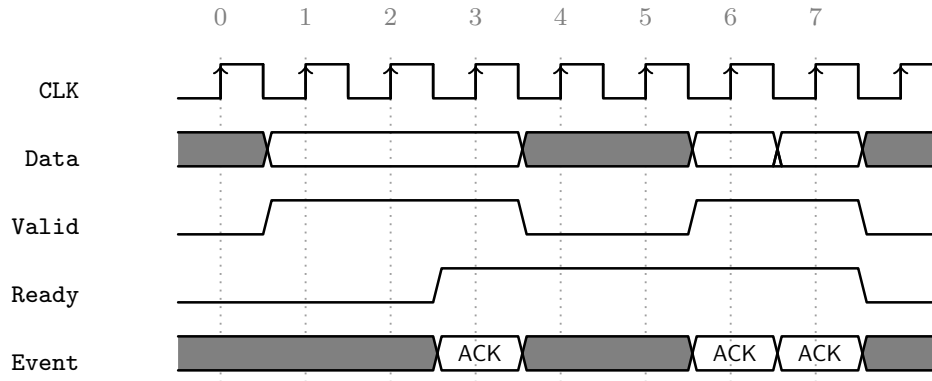 0 1 2 3 4 5 6 7
CLK
Data
Valid
Ready
Event ACK ACK ACK